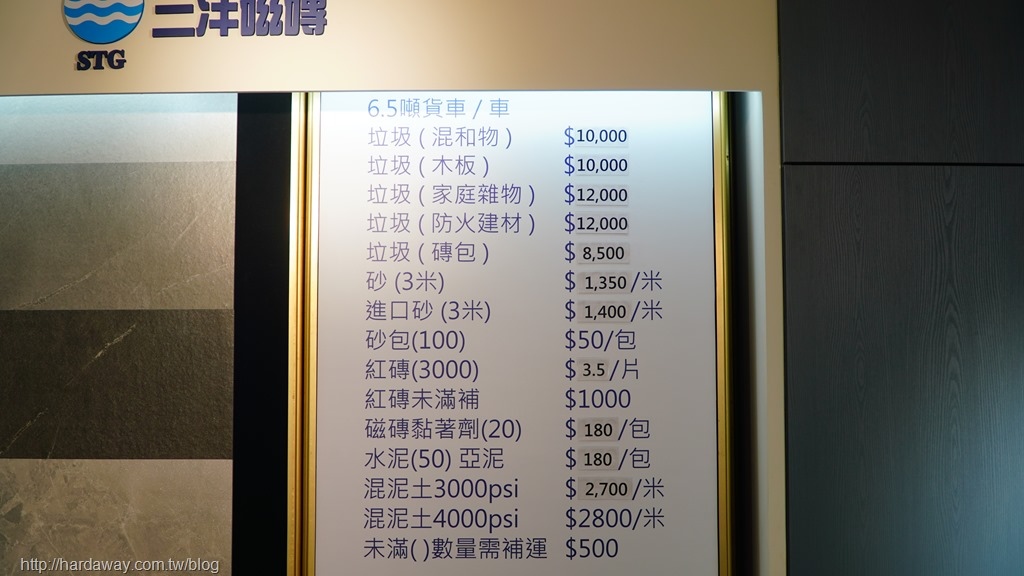 三洋磁磚
STG
6.5噸貨車 / 車
垃圾 ( 混和物 ) $10,000
垃圾 ( 木板 ) $10,000
垃圾 ( 家庭雜物 ) $12,000
垃圾 ( 防火建材 ) $12,000
垃圾 ( 磚包 ) $ 8,500
砂 (3米) $ 1,350 /米
進口砂 (3米) $ 1,400 /米
砂包(100) $50/包
紅磚(3000) $ 3.5 /片
紅磚未滿補 $1000
磁磚黏著劑(20) $ 180 /包
水泥(50) 亞泥 $ 180 /包
混泥土3000psi $ 2,700 /米
混泥土4000psi $2800/米
未滿( )數量需補運 $500
http://hardaway.com.tw/blog